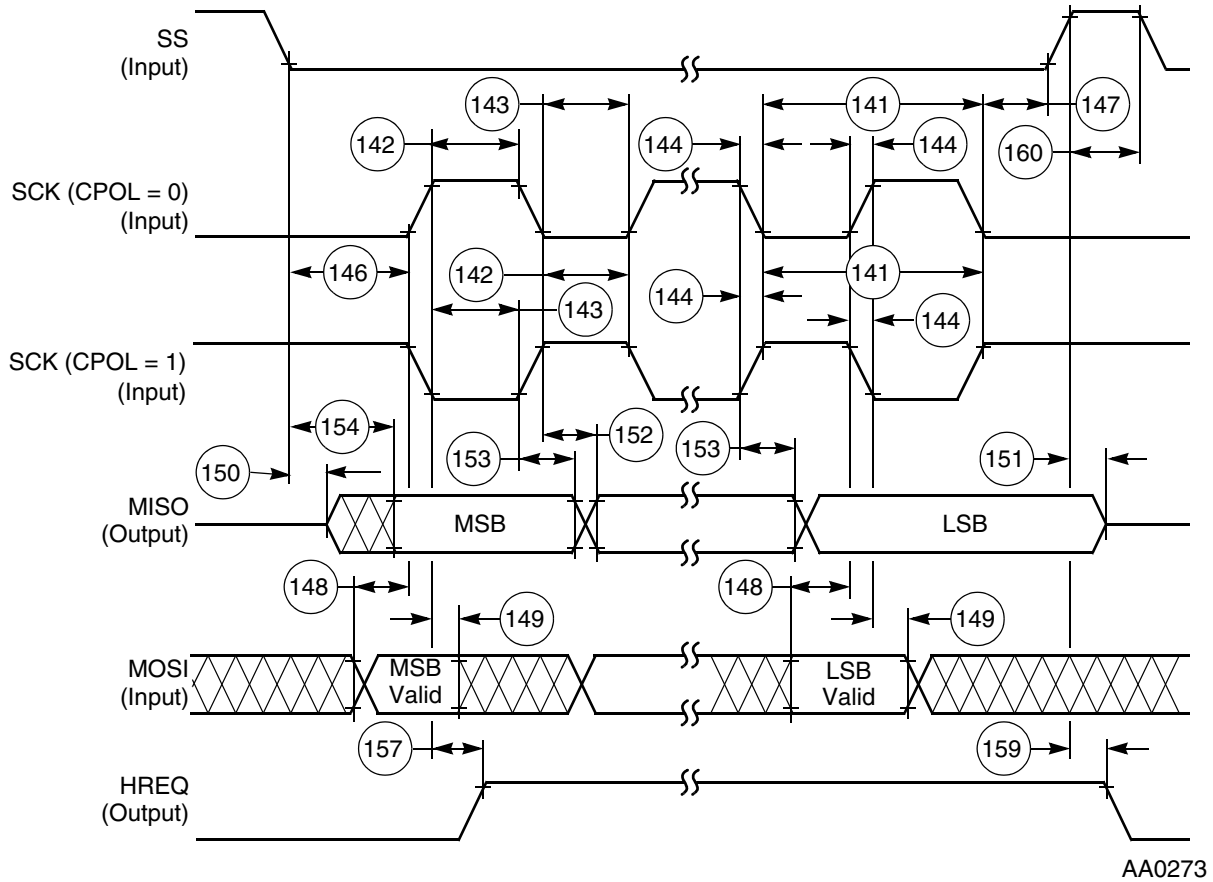 SS
(Input)
143
141
147
142
144
144
160
SCK (CPOL = 0)
(Input)
146
142
141
144
143
144
SCK (CPOL = 1)
(Input)
154
152
150
153
153
151
MISO
(Output)
MSB
LSB
148
148
149
149
MOSI
(Input)
MSB
Valid
LSB
Valid
157
159
HREQ
(Output)
AA0273